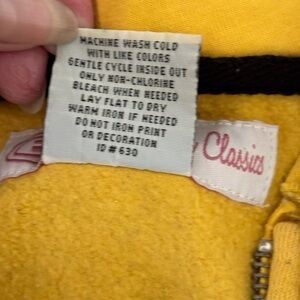 MACHINE WASH COLD
WITH LIKE COLORS
GENTLE CYCLE INSIDE OUT
ONLY NON-CHLORINE
BLEACH WHEN NEEDED
LAY FLAT TO DRY
WARM IRON IF NEEDED
DO NOT IRON PRINT
OR DECORATION
ID # 630
Classics